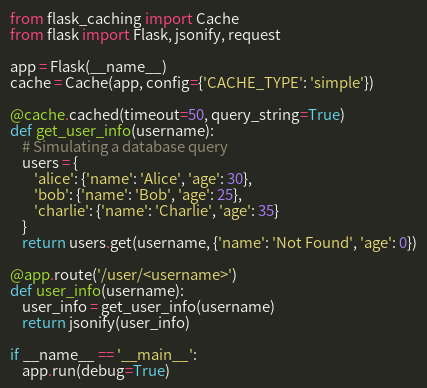 from flask_caching import Cache
from flask import Flask, jsonify, request

app = Flask(__name__)
cache = Cache(app, config={'CACHE_TYPE': 'simple'})

@cache.cached(timeout=50, query_string=True)
def get_user_info(username):
    # Simulating a database query
    users = {
        'alice': {'name': 'Alice', 'age': 30},
        'bob': {'name': 'Bob', 'age': 25},
        'charlie': {'name': 'Charlie', 'age': 35}
    }
    return users.get(username, {'name': 'Not Found', 'age': 0})

@app.route('/user/<username>')
def user_info(username):
    user_info = get_user_info(username)
    return jsonify(user_info)

if __name__ == '__main__':
    app.run(debug=True)